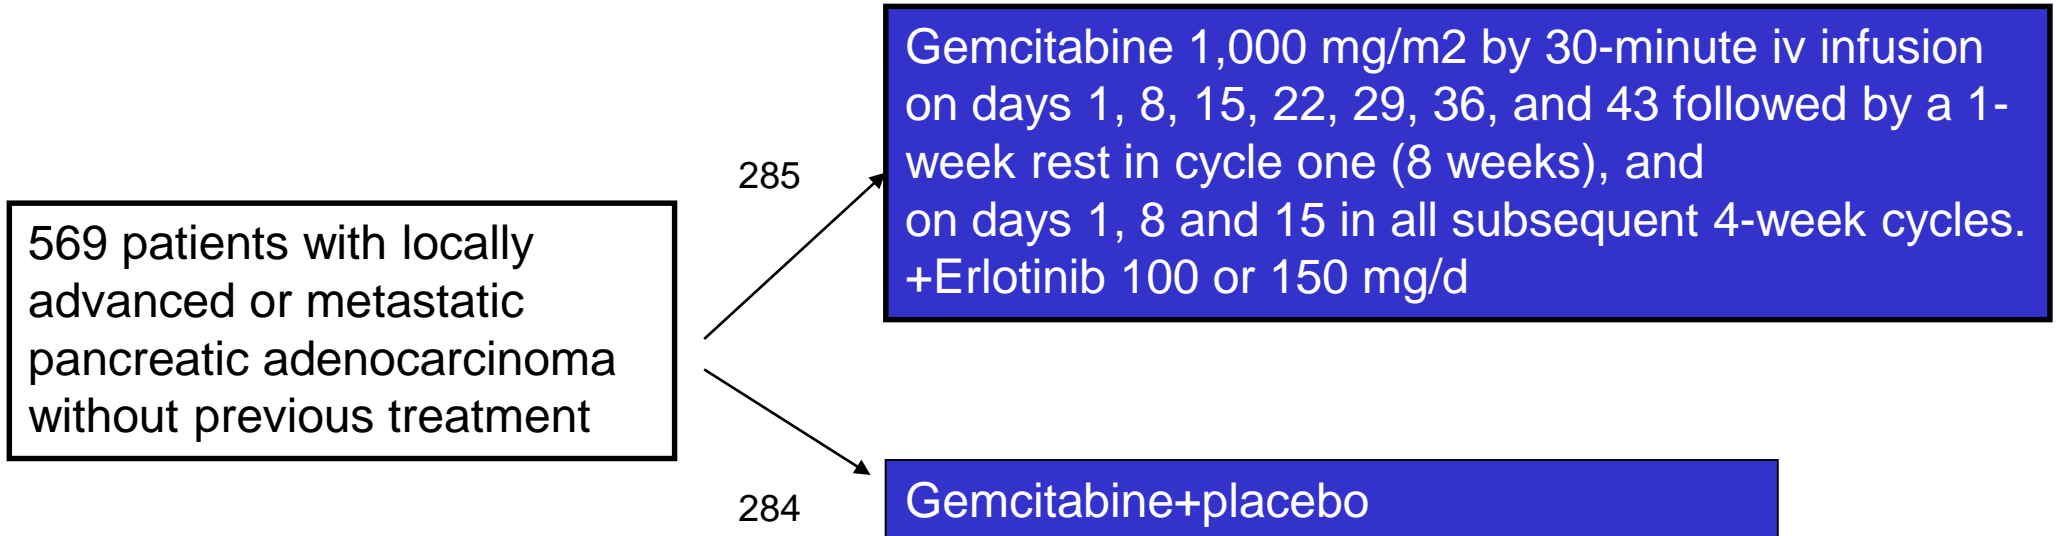 569 patients with locally
advanced or metastatic
pancreatic adenocarcinoma
without previous treatment
285
Gemcitabine 1,000 mg/m2 by 30-minute iv infusion
on days 1, 8, 15, 22, 29, 36, and 43 followed by a 1-
week rest in cycle one (8 weeks), and
on days 1, 8 and 15 in all subsequent 4-week cycles.
+Erlotinib 100 or 150 mg/d
284
Gemcitabine+placebo